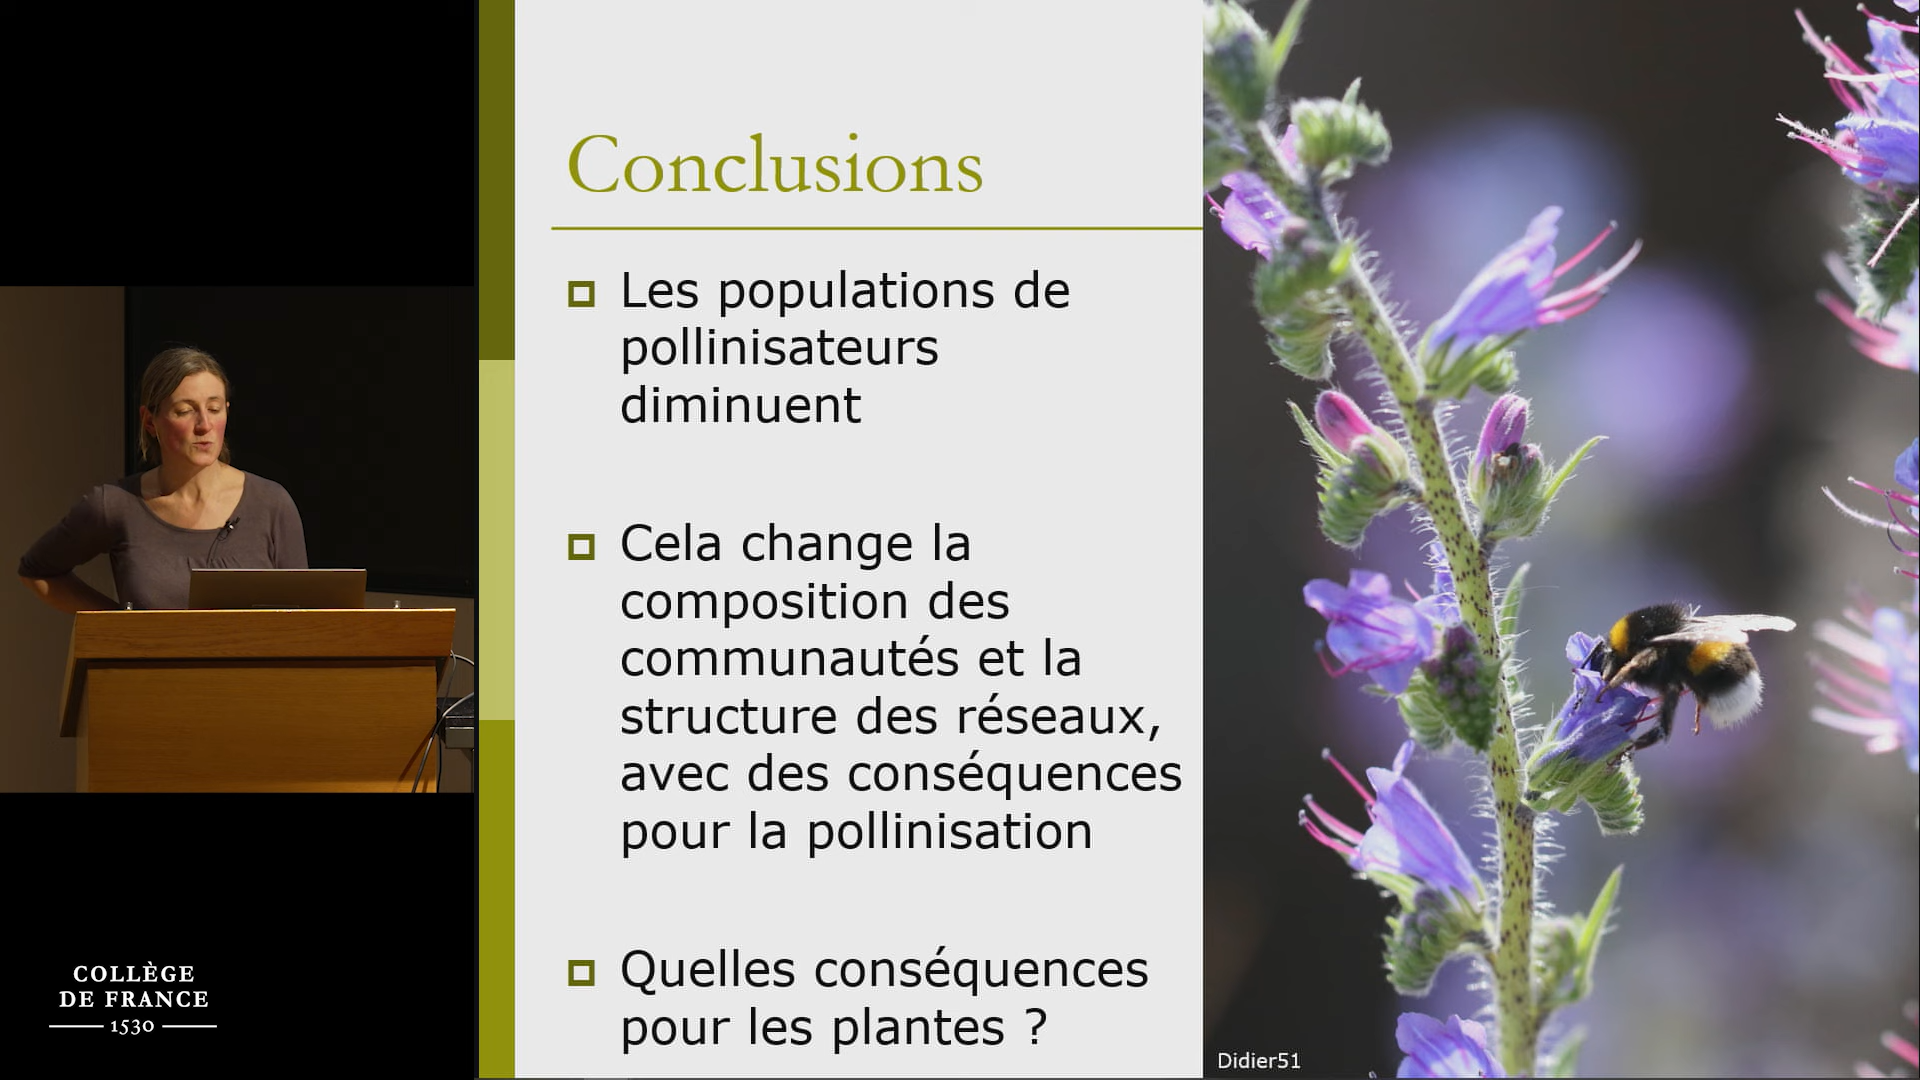 Conclusions
Les populations de
pollinisateurs
diminuent
Cela change la
composition des
communautés et la
structure des réseaux,
avec des conséquences
pour la pollinisation
Quelles conséquences
pour les plantes ?
Didier51
COLLÈGE
DE FRANCE
1530